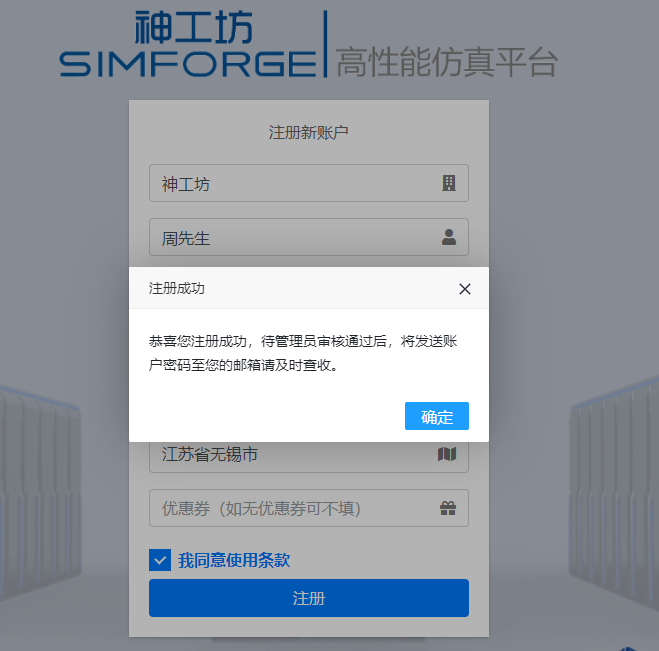 神工坊
SIMFORGE
高性能仿真平台
注册新账户
神工坊
周先生
注册成功
恭喜您注册成功，待管理员审核通过后，将发送账
户密码至您的邮箱请及时查收。
确定
江苏省无锡市
优惠券（如无优惠券可不填）
我同意使用条款
注册